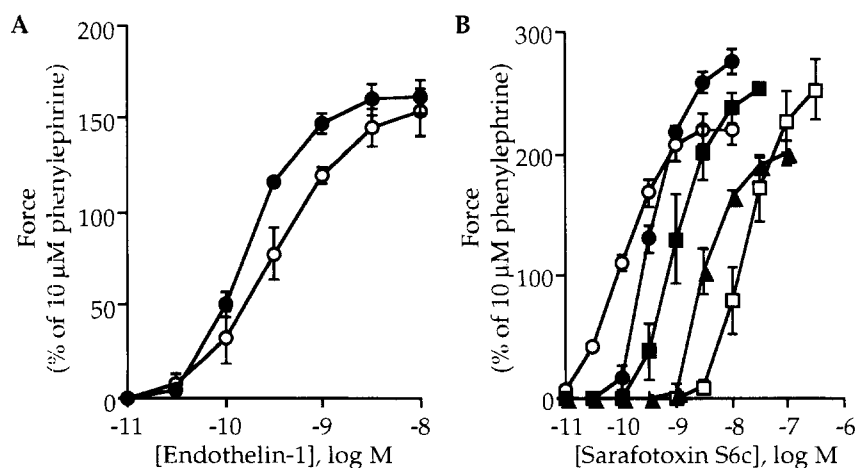 A
Force
(% of 10 µM phenylephrine)
200
150
100
50
0
-11
-10
-9
-8
[Endothelin-1], log M
B
Force
(% of 10 µM phenylephrine)
300
200
100
0
-11
-10
-9
-8
-7
[Sarafotoxin S6c], log M